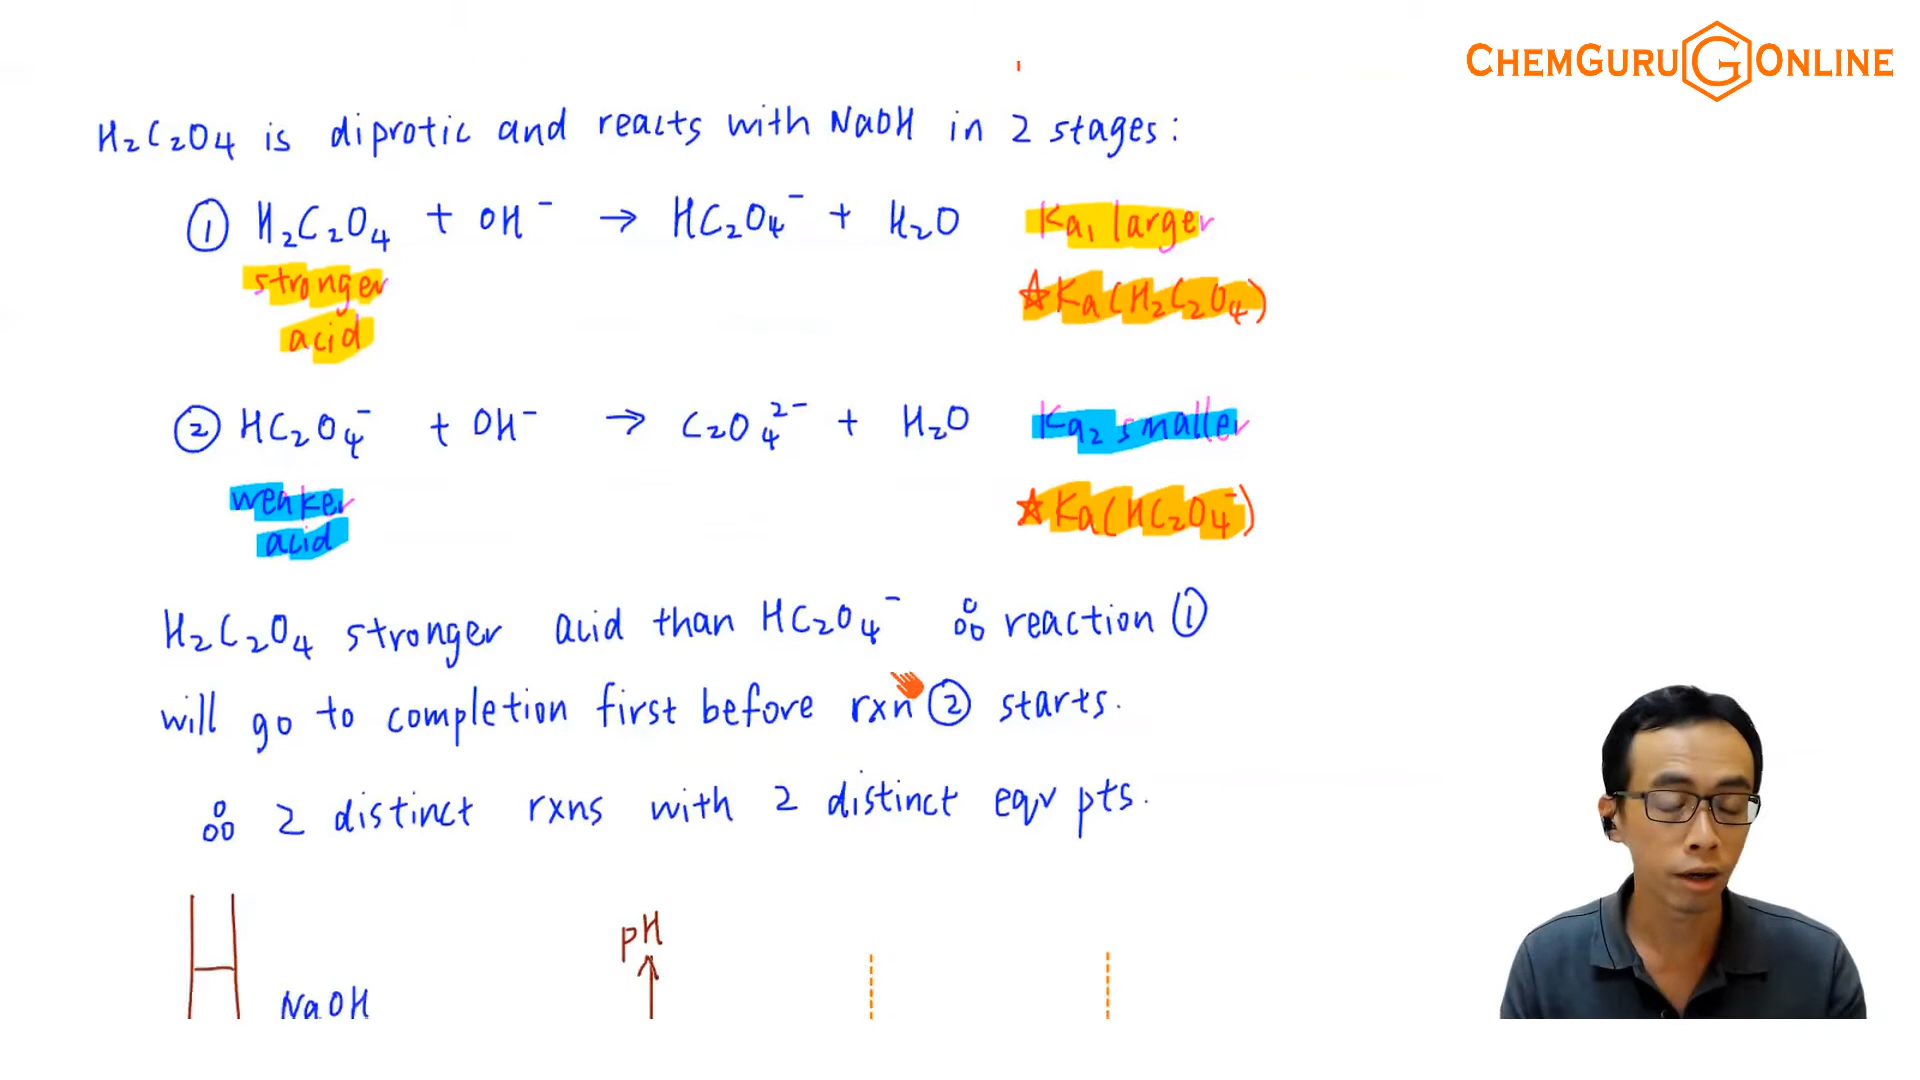 CHEMGURU G ONLINE
H₂C₂O₄ is diprotic and reacts with NaOH in 2 stages:
① H₂C₂O₄ + OH⁻ → HC₂O₄⁻ + H₂O Ka₁ larger
stronger acid
☆Ka(H₂C₂O₄)
② HC₂O₄⁻ + OH⁻ → C₂O₄²⁻ + H₂O Ka₂ smaller
weaker acid
☆Ka(HC₂O₄⁻)
H₂C₂O₄ stronger acid than HC₂O₄⁻ ∴ reaction ①
will go to completion first before rxn ② starts.
∴ 2 distinct rxns with 2 distinct eqv pts.
pH
NaOH